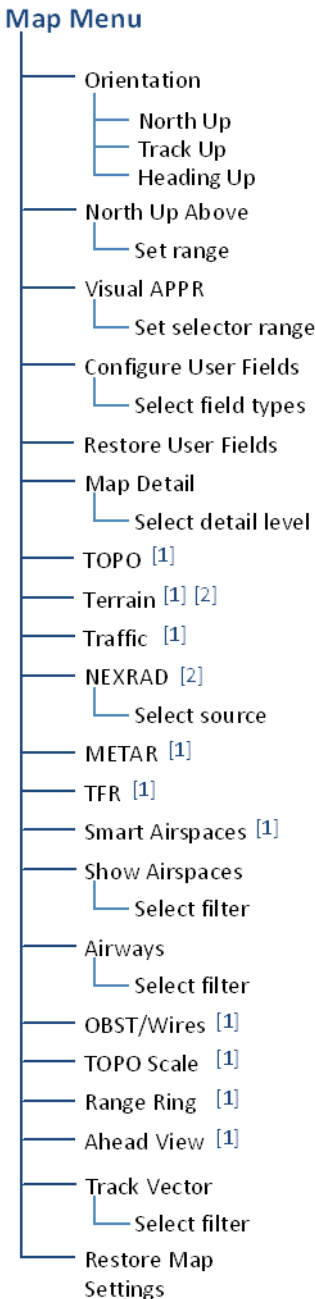 Map Menu
Orientation
North Up
Track Up
Heading Up
North Up Above
Set range
Visual APPR
Set selector range
Configure User Fields
Select field types
Restore User Fields
Map Detail
Select detail level
TOPO [1]
Terrain [1] [2]
Traffic [1]
NEXRAD [2]
Select source
METAR [1]
TFR [1]
Smart Airspaces [1]
Show Airspaces
Select filter
Airways
Select filter
OBST/Wires [1]
TOPO Scale [1]
Range Ring [1]
Ahead View [1]
Track Vector
Select filter
Restore Map
Settings